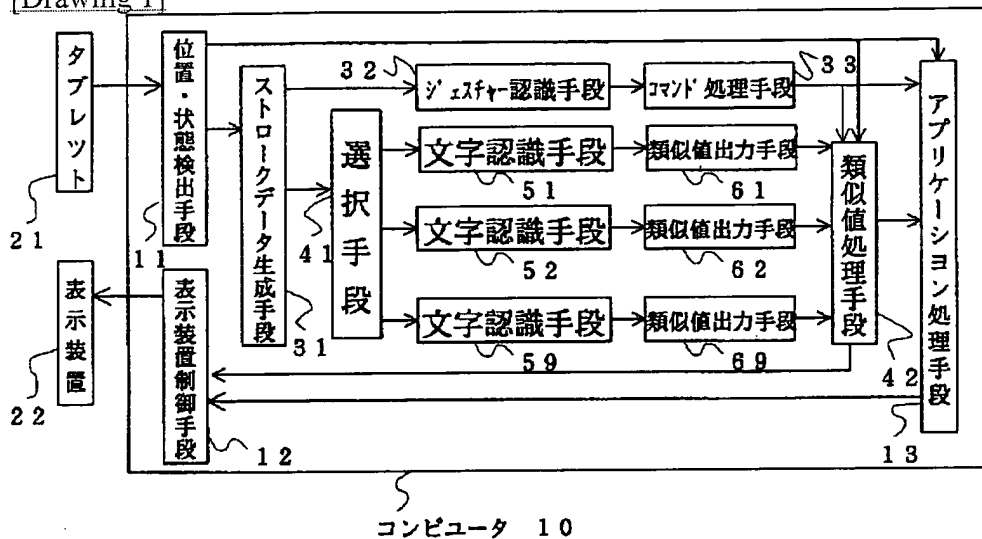 [Drawing 1]
タブレット
21
位置・状態検出手段
11
ストロークデータ生成手段
31
選択手段
41
32
ジェスチャー認識手段
コマンド処理手段
33
文字認識手段
51
類似値出力手段
61
文字認識手段
52
類似値出力手段
62
文字認識手段
59
類似値出力手段
69
類似値処理手段
42
アプリケーション処理手段
13
表示装置
22
表示装置制御手段
12
コンピュータ 10